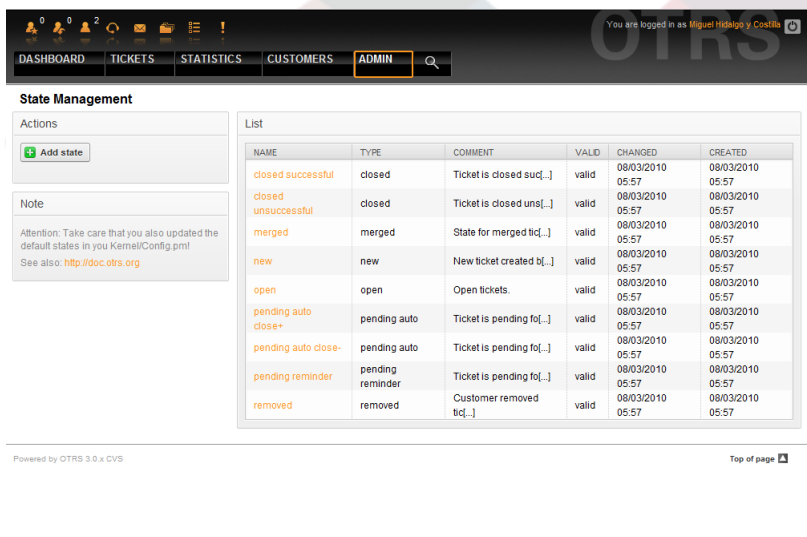 0 0 2
You are logged in as Miguel Hidalgo y Costilla
OTRS
DASHBOARD TICKETS STATISTICS CUSTOMERS ADMIN
State Management
Actions
Add state
Note
Attention: Take care that you also updated the
default states in you Kernel/Config.pm!
See also: http://doc.otrs.org
List
NAME TYPE COMMENT VALID CHANGED CREATED
closed successful closed Ticket is closed suc[...] valid 08/03/2010 05:57 08/03/2010 05:57
closed unsuccessful closed Ticket is closed uns[...] valid 08/03/2010 05:57 08/03/2010 05:57
merged merged State for merged tic[...] valid 08/03/2010 05:57 08/03/2010 05:57
new new New ticket created b[...] valid 08/03/2010 05:57 08/03/2010 05:57
open open Open tickets. valid 08/03/2010 05:57 08/03/2010 05:57
pending auto close+ pending auto Ticket is pending fo[...] valid 08/03/2010 05:57 08/03/2010 05:57
pending auto close- pending auto Ticket is pending fo[...] valid 08/03/2010 05:57 08/03/2010 05:57
pending reminder pending reminder Ticket is pending fo[...] valid 08/03/2010 05:57 08/03/2010 05:57
removed removed Customer removed tic[...] valid 08/03/2010 05:57 08/03/2010 05:57
Powered by OTRS 3.0.x CVS
Top of page